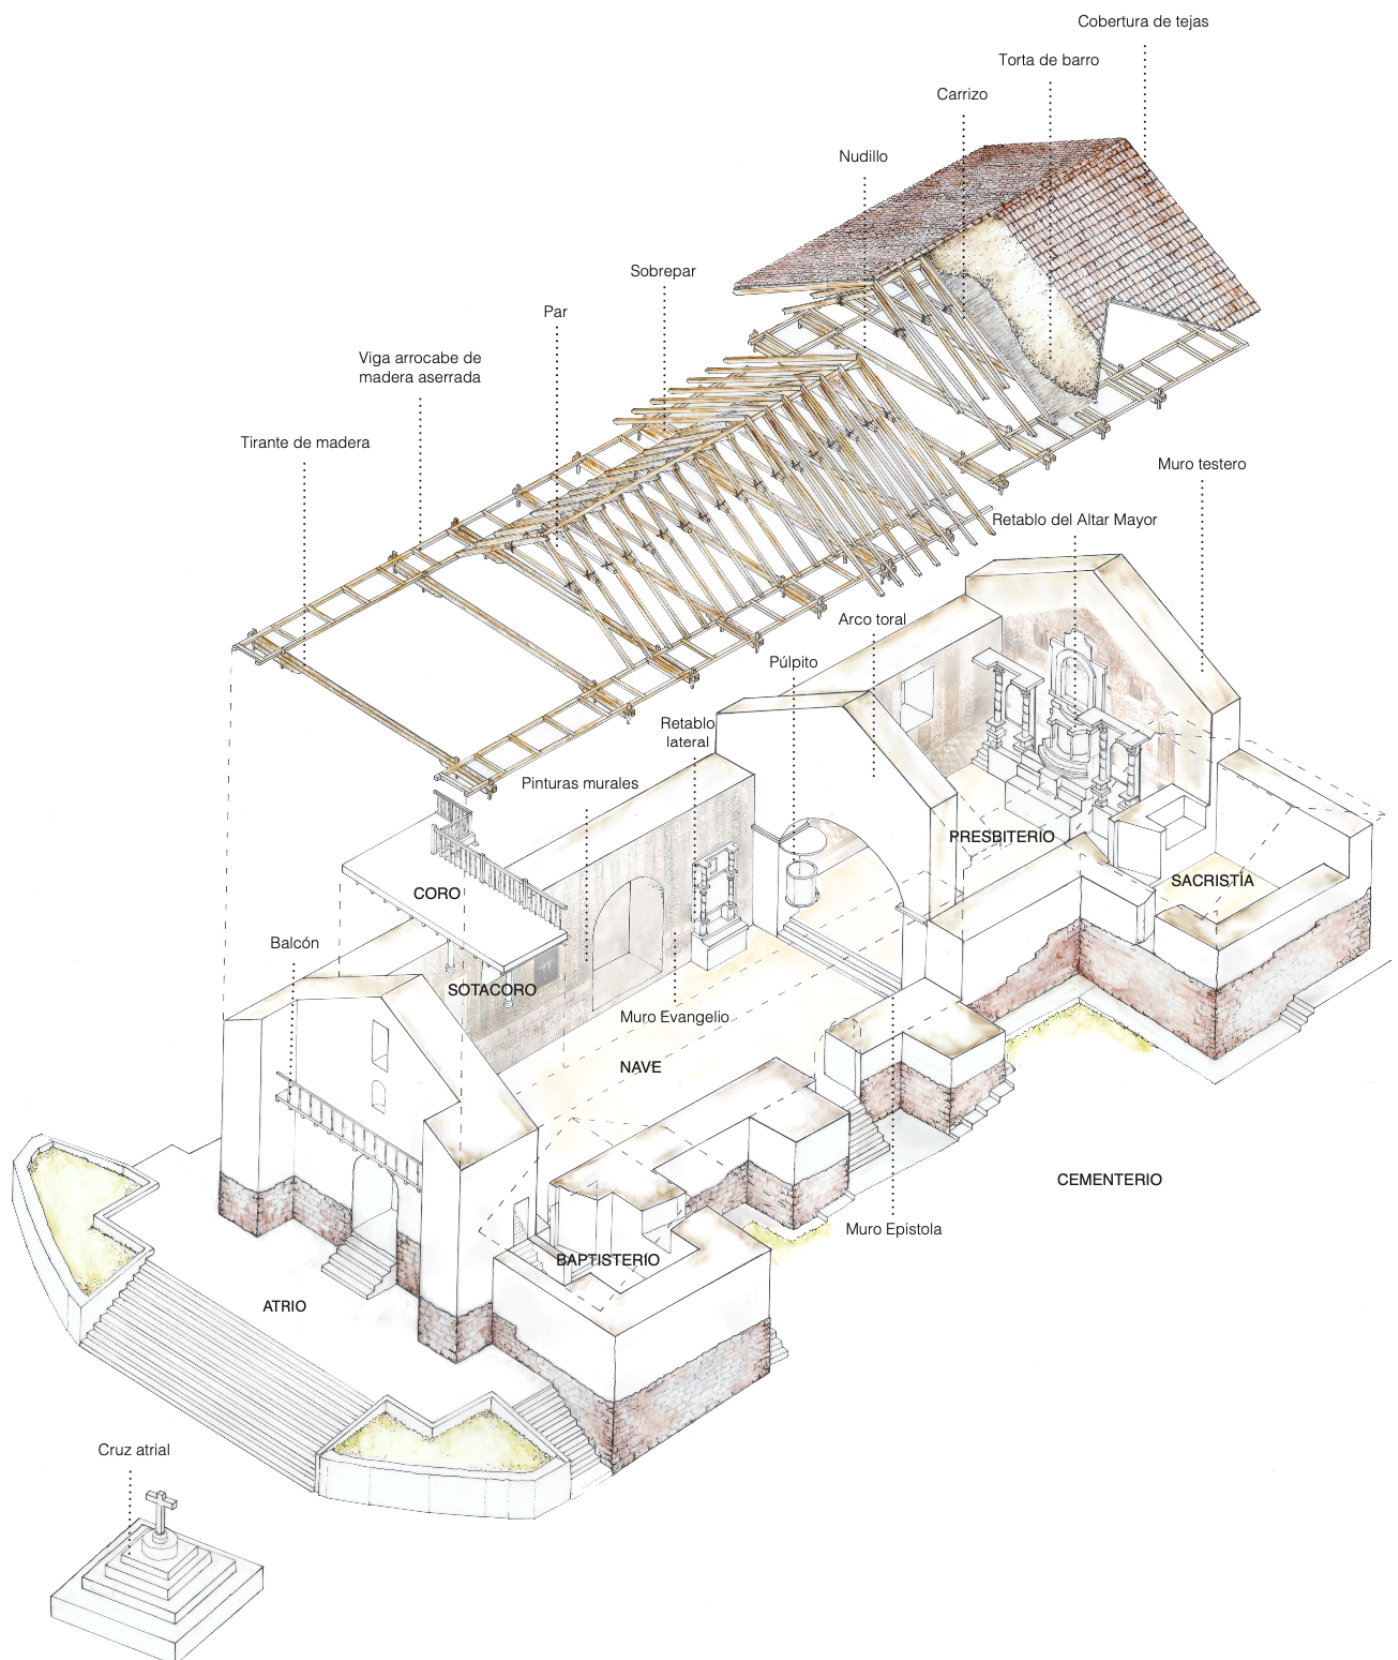 Cobertura de tejas
Torta de barro
Carrizo
Nudillo
Sobrepar
Par
Viga arrocabe de
madera aserrada
Tirante de madera
Muro testero
Retablo del Altar Mayor
Arco toral
Púlpito
Retablo
lateral
Pinturas murales
PRESBITERIO
SACRISTÍA
CORO
Balcón
SOTACORO
Muro Evangelio
NAVE
CEMENTERIO
Muro Epistola
BAPTISTERIO
ATRIO
Cruz atrial